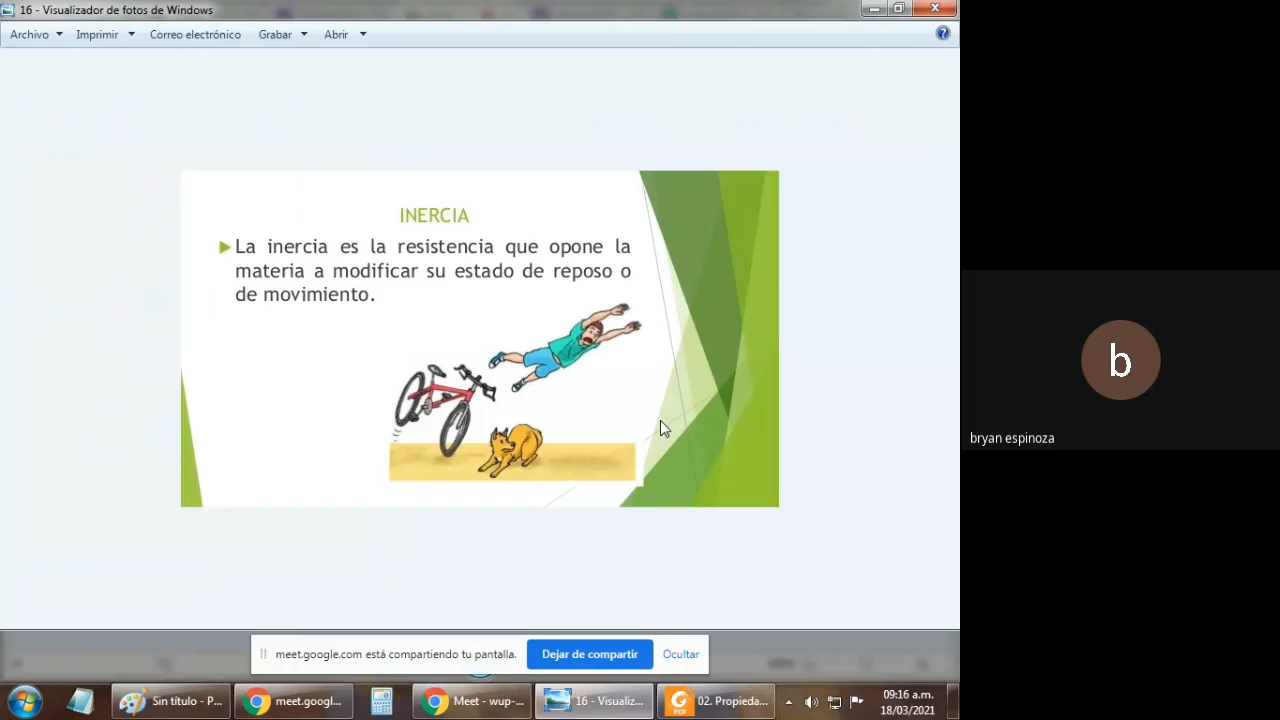 16 - Visualizador de fotos de Windows
Archivo Imprimir Correo electrónico Grabar Abrir
INERCIA
La inercia es la resistencia que opone la
materia a modificar su estado de reposo o
de movimiento.
b
bryan espinoza
meet.google.com está compartiendo tu pantalla. Dejar de compartir Ocultar
Sin título - P... meet.googl... Meet - wup-... 16 - Visualiz... 02. Propieda...
09:16 a.m.
18/03/2021